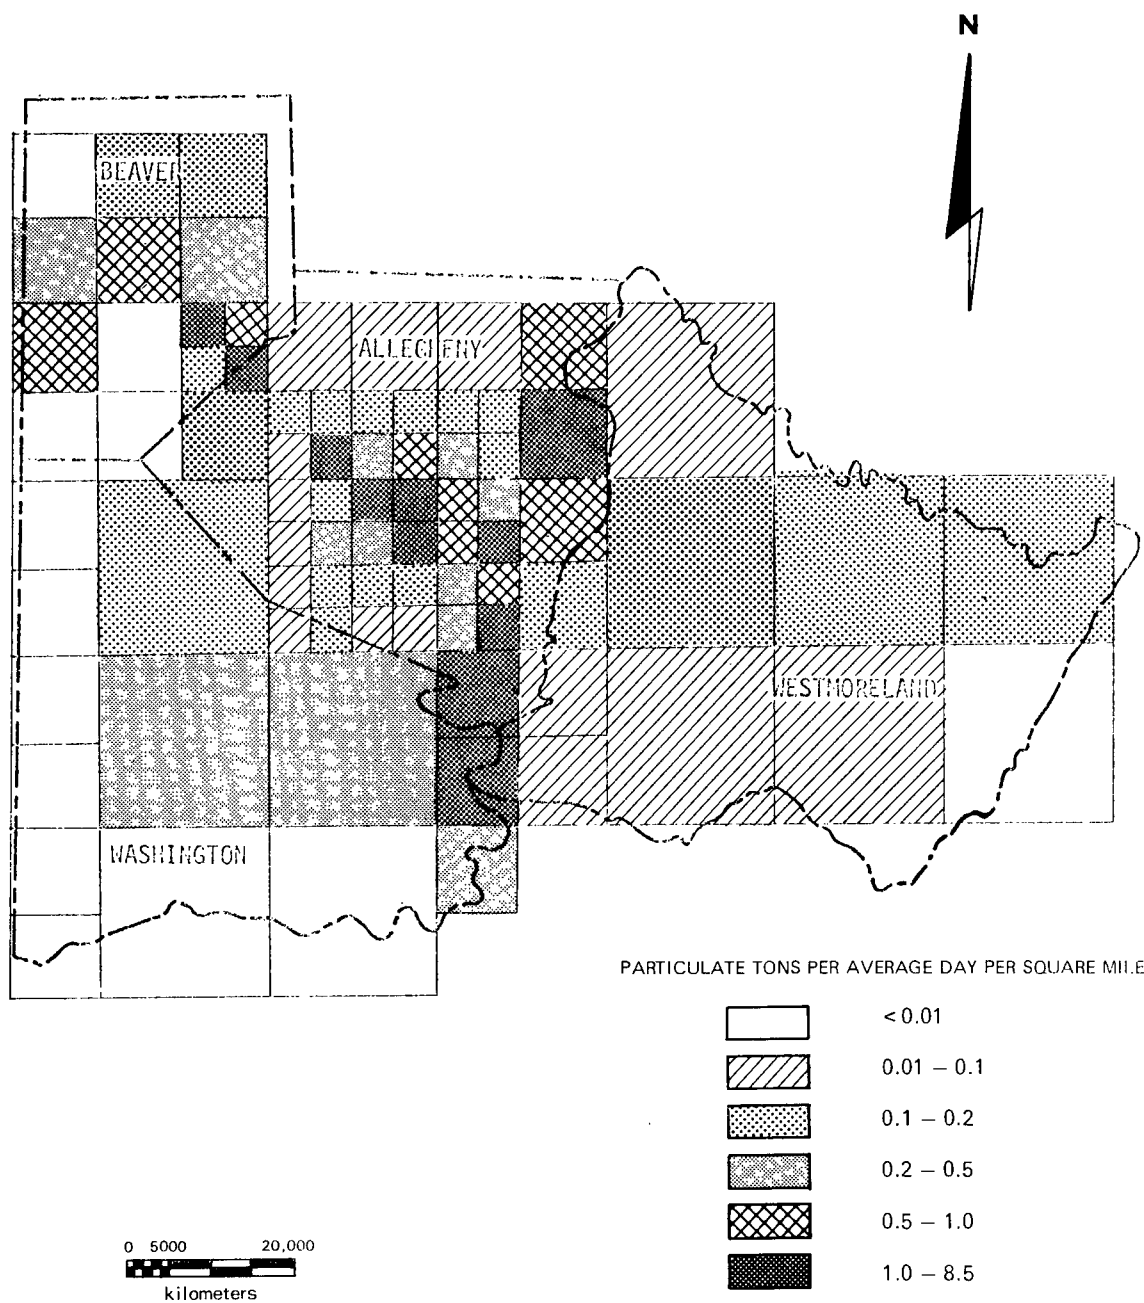 N
BEAVER
ALLEGHENY
WESTMORELAND
WASHINGTON
PARTICULATE TONS PER AVERAGE DAY PER SQUARE MILE
< 0.01
0.01 – 0.1
0.1 – 0.2
0.2 – 0.5
0.5 – 1.0
1.0 – 8.5
0 5000 20,000
kilometers